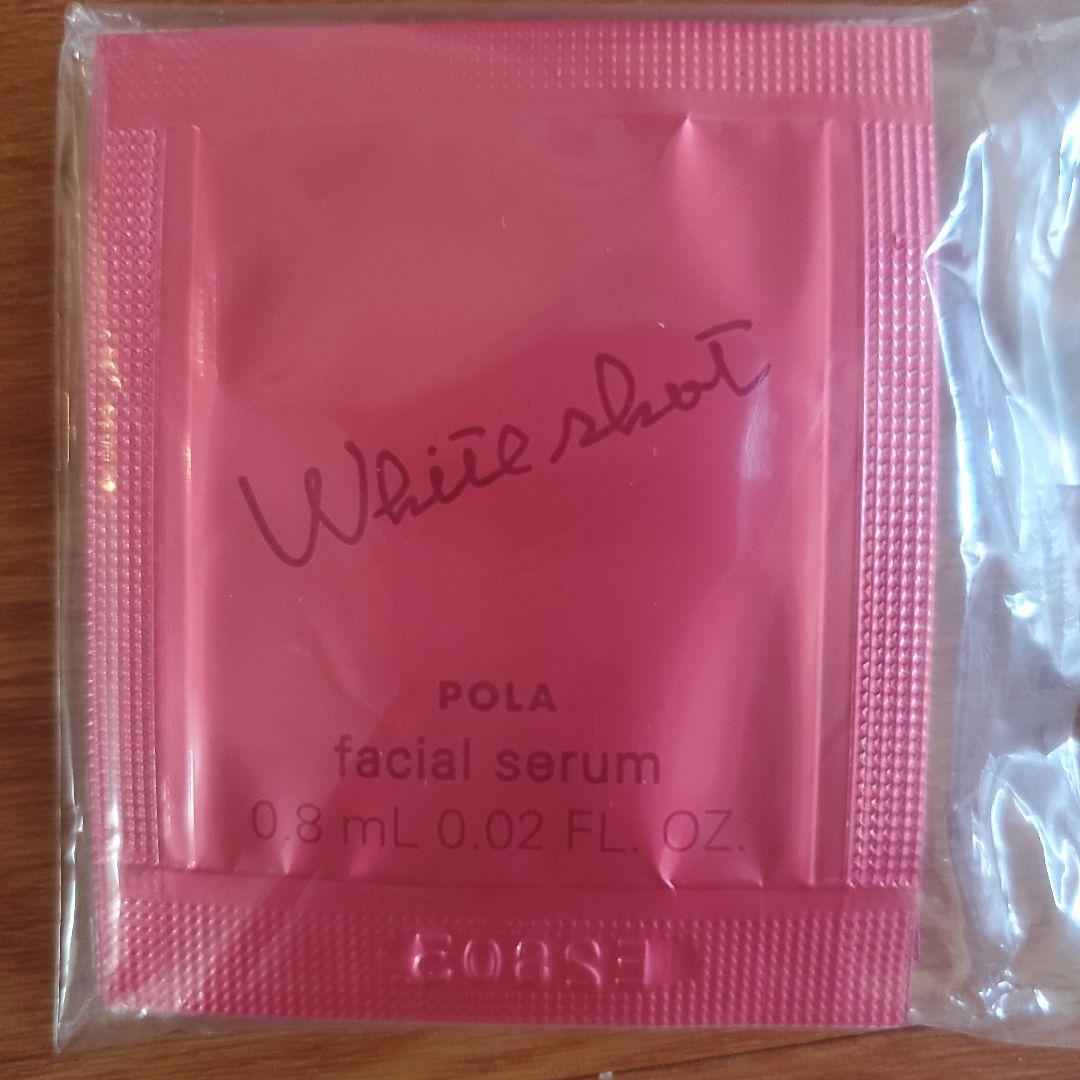 White shot
POLA
facial serum
0.8 mL 0.02 FL. OZ.